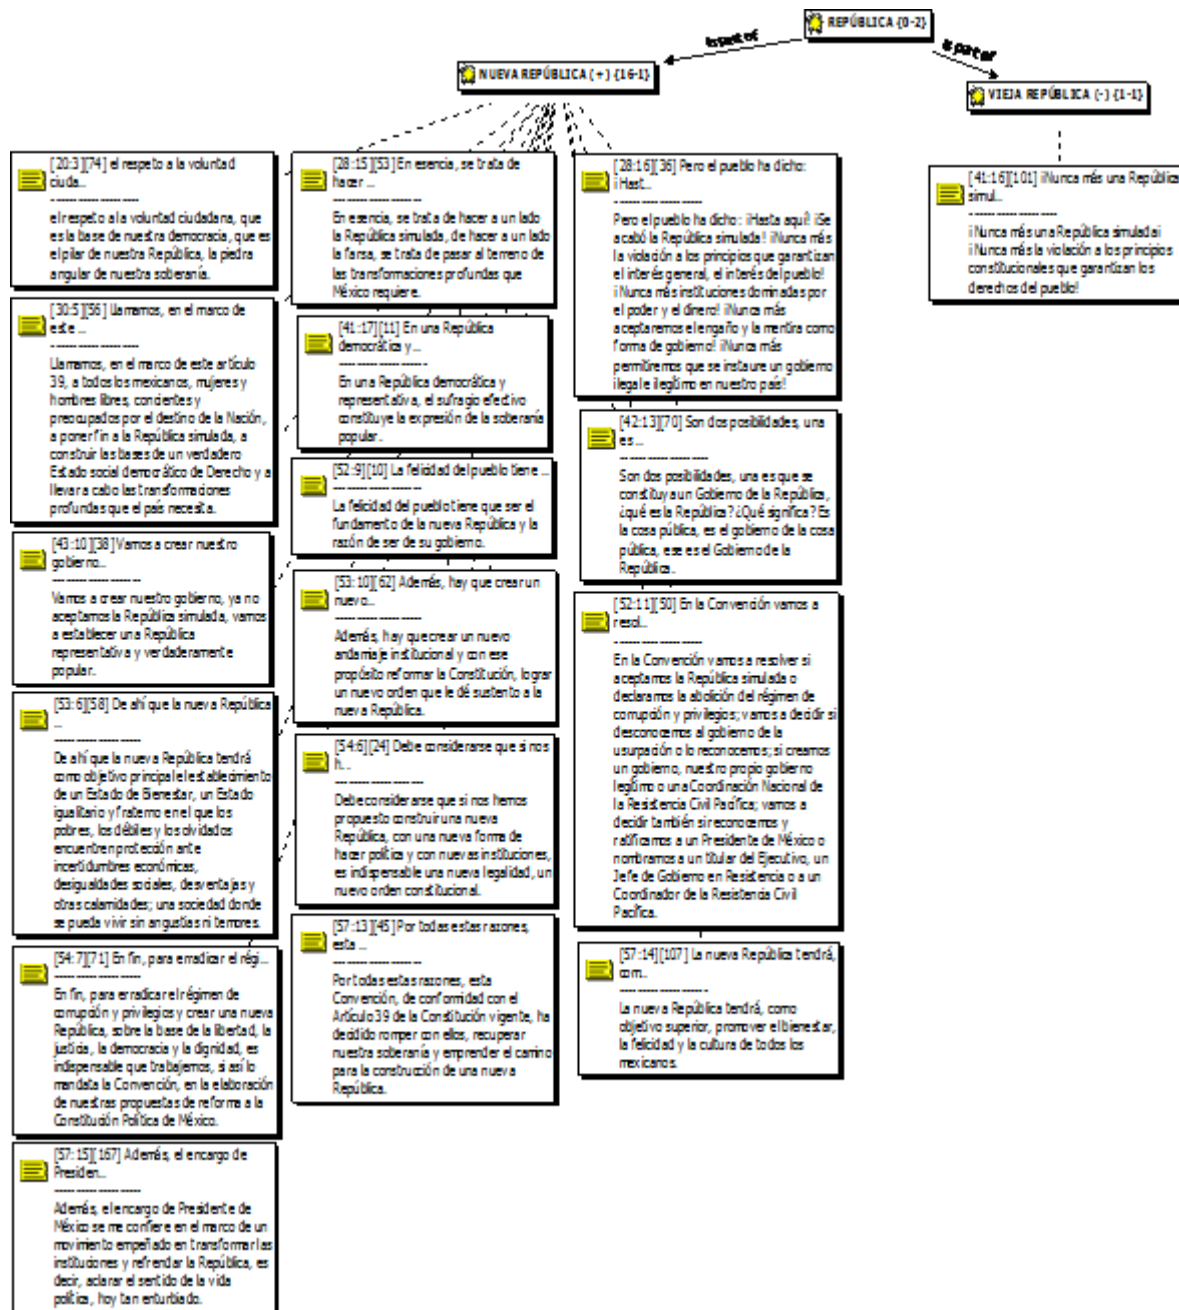 REPÚBLICA {0-2}
is part of
is part of
NUEVA REPÚBLICA (+) {16-1}
VIEJA REPÚBLICA (-) {1-1}
[20:3][74] el respeto a la voluntad
ciuda...
el respeto a la voluntad ciudadana, que
es la base de nuestra democracia, que es
el pilar de nuestra República, la piedra
angular de nuestra soberanía.
[30:5][56] Llamamos, en el marco de
este ...
Llamamos, en el marco de este artículo
39, a todos los mexicanos, mujeres y
hombres libres, concientes y
preocupados por el destino de la Nación,
a poner fin a la República simulada, a
construir las bases de un verdadero
Estado social democrático de Derecho y a
llevar a cabo las transformaciones
profundas que el país necesita.
[43:10][38] Vamos a crear nuestro
gobierno...
Vamos a crear nuestro gobierno, ya no
aceptamos la República simulada, vamos
a establecer una República
representativa y verdaderamente
popular.
[53:6][58] De ahí que la nueva República
...
De ahí que la nueva República tendrá
como objetivo principal el establecimiento
de un Estado de Bienestar, un Estado
igualitario y fraterno en el que los
pobres, los débiles y los olvidados
encuentren protección ante
incertidumbres económicas,
desigualdades sociales, desventajas y
otras calamidades; una sociedad donde
se pueda vivir sin angustias ni temores.
[54:7][71] En fin, para erradicar el régi...
En fin, para erradicar el régimen de
corrupción y privilegios y crear una nueva
República, sobre la base de la libertad, la
justicia, la democracia y la dignidad, es
indispensable que trabajemos, si así lo
mandata la Convención, en la elaboración
de nuestras propuestas de reforma a la
Constitución Política de México.
[57:15][167] Además, el encargo de
Presiden...
Además, el encargo de Presidente de
México se me confiere en el marco de un
movimiento empeñado en transformar las
instituciones y refrendar la República, es
decir, aclarar el sentido de la vida
política, hoy tan enturbiado.
[28:15][53] En esencia, se trata de
hacer ...
En esencia, se trata de hacer a un lado
la República simulada, de hacer a un lado
la farsa, se trata de pasar al terreno de
las transformaciones profundas que
México requiere.
[41:17][11] En una República
democrática y ...
En una República democrática y
representativa, el sufragio efectivo
constituye la expresión de la soberanía
popular.
[52:9][10] La felicidad del pueblo tiene ...
La felicidad del pueblo tiene que ser el
fundamento de la nueva República y la
razón de ser de su gobierno.
[53:10][62] Además, hay que crear un
nuevo...
Además, hay que crear un nuevo
andamiaje institucional y con ese
propósito reformar la Constitución, lograr
un nuevo orden que le dé sustento a la
nueva República.
[54:6][24] Debe considerarse que si nos
h...
Debe considerarse que si nos hemos
propuesto construir una nueva
República, con una nueva forma de
hacer política y con nuevas instituciones,
es indispensable una nueva legalidad, un
nuevo orden constitucional.
[57:13][45] Por todas estas razones,
esta ...
Por todas estas razones, esta
Convención, de conformidad con el
Artículo 39 de la Constitución vigente, ha
decidido romper con ellos, recuperar
nuestra soberanía y emprender el camino
para la construcción de una nueva
República.
[28:16][36] Pero el pueblo ha dicho:
¡Hast...
Pero el pueblo ha dicho: ¡Hasta aquí! ¡Se
acabó la República simulada! ¡Nunca más
la violación a los principios que garantizan
el interés general, el interés del pueblo!
¡Nunca más instituciones dominadas por
el poder y el dinero! ¡Nunca más
aceptaremos el engaño y la mentira como
forma de gobierno! ¡Nunca más
permitiremos que se instaure un gobierno
ilegal e ilegítimo en nuestro país!
[42:13][70] Son dos posibilidades, una
es ...
Son dos posibilidades, una es que se
constituya un Gobierno de la República,
¿qué es la República? ¿Qué significa? Es
la cosa pública, es el gobierno de la cosa
pública, ese es el Gobierno de la
República.
[52:11][50] En la Convención vamos a
resol...
En la Convención vamos a resolver si
aceptamos la República simulada o
declaramos la abolición del régimen de
corrupción y privilegios; vamos a decidir si
desconocemos al gobierno de la
usurpación o lo reconocemos; si creamos
un gobierno, nuestro propio gobierno
legítimo o una Coordinación Nacional de
la Resistencia Civil Pacífica; vamos a
decidir también si reconocemos y
ratificamos a un Presidente de México o
nombramos a un titular del Ejecutivo, un
Jefe de Gobierno en Resistencia o a un
Coordinador de la Resistencia Civil
Pacífica.
[57:14][107] La nueva República tendrá,
com...
La nueva República tendrá, como
objetivo superior, promover el bienestar,
la felicidad y la cultura de todos los
mexicanos.
[41:16][101] ¡Nunca más una República
simul...
¡Nunca más una República simulada¡
¡Nunca más la violación a los principios
constitucionales que garantizan los
derechos del pueblo!